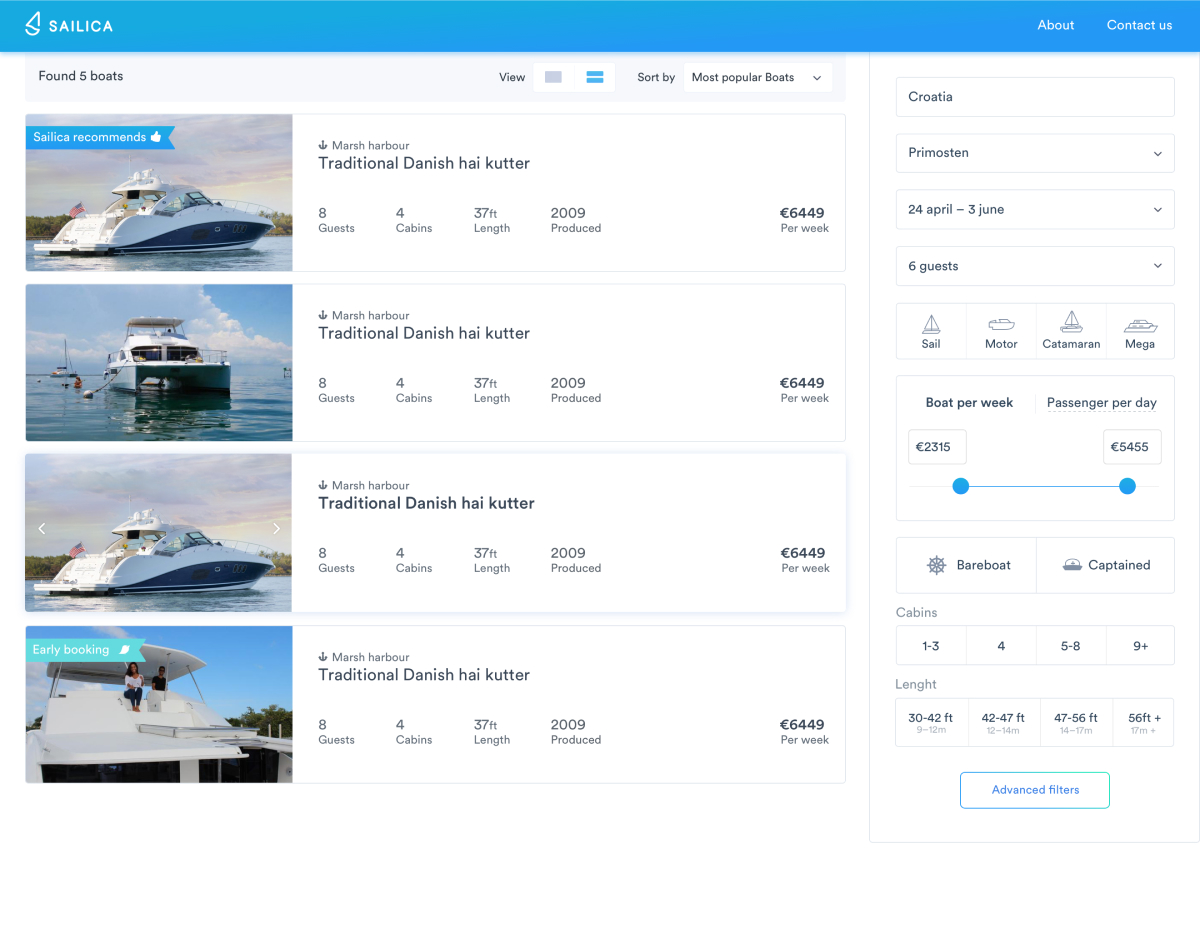 SAILICA
About
Contact us
Found 5 boats
View
Sort by
Most popular Boats
Sailica recommends
Marsh harbour
Traditional Danish hai kutter
8
4
37ft
2009
€6449
Guests
Cabins
Length
Produced
Per week
Marsh harbour
Traditional Danish hai kutter
8
4
37ft
2009
€6449
Guests
Cabins
Length
Produced
Per week
Marsh harbour
Traditional Danish hai kutter
8
4
37ft
2009
€6449
Guests
Cabins
Length
Produced
Per week
Early booking
Marsh harbour
Traditional Danish hai kutter
8
4
37ft
2009
€6449
Guests
Cabins
Length
Produced
Per week
Croatia
Primosten
24 april – 3 june
6 guests
Sail
Motor
Catamaran
Mega
Boat per week
Passenger per day
€2315
€5455
Bareboat
Captained
Cabins
1-3
4
5-8
9+
Lenght
30-42 ft
42-47 ft
47-56 ft
56ft +
9–12m
12–14m
14–17m
17m +
Advanced filters